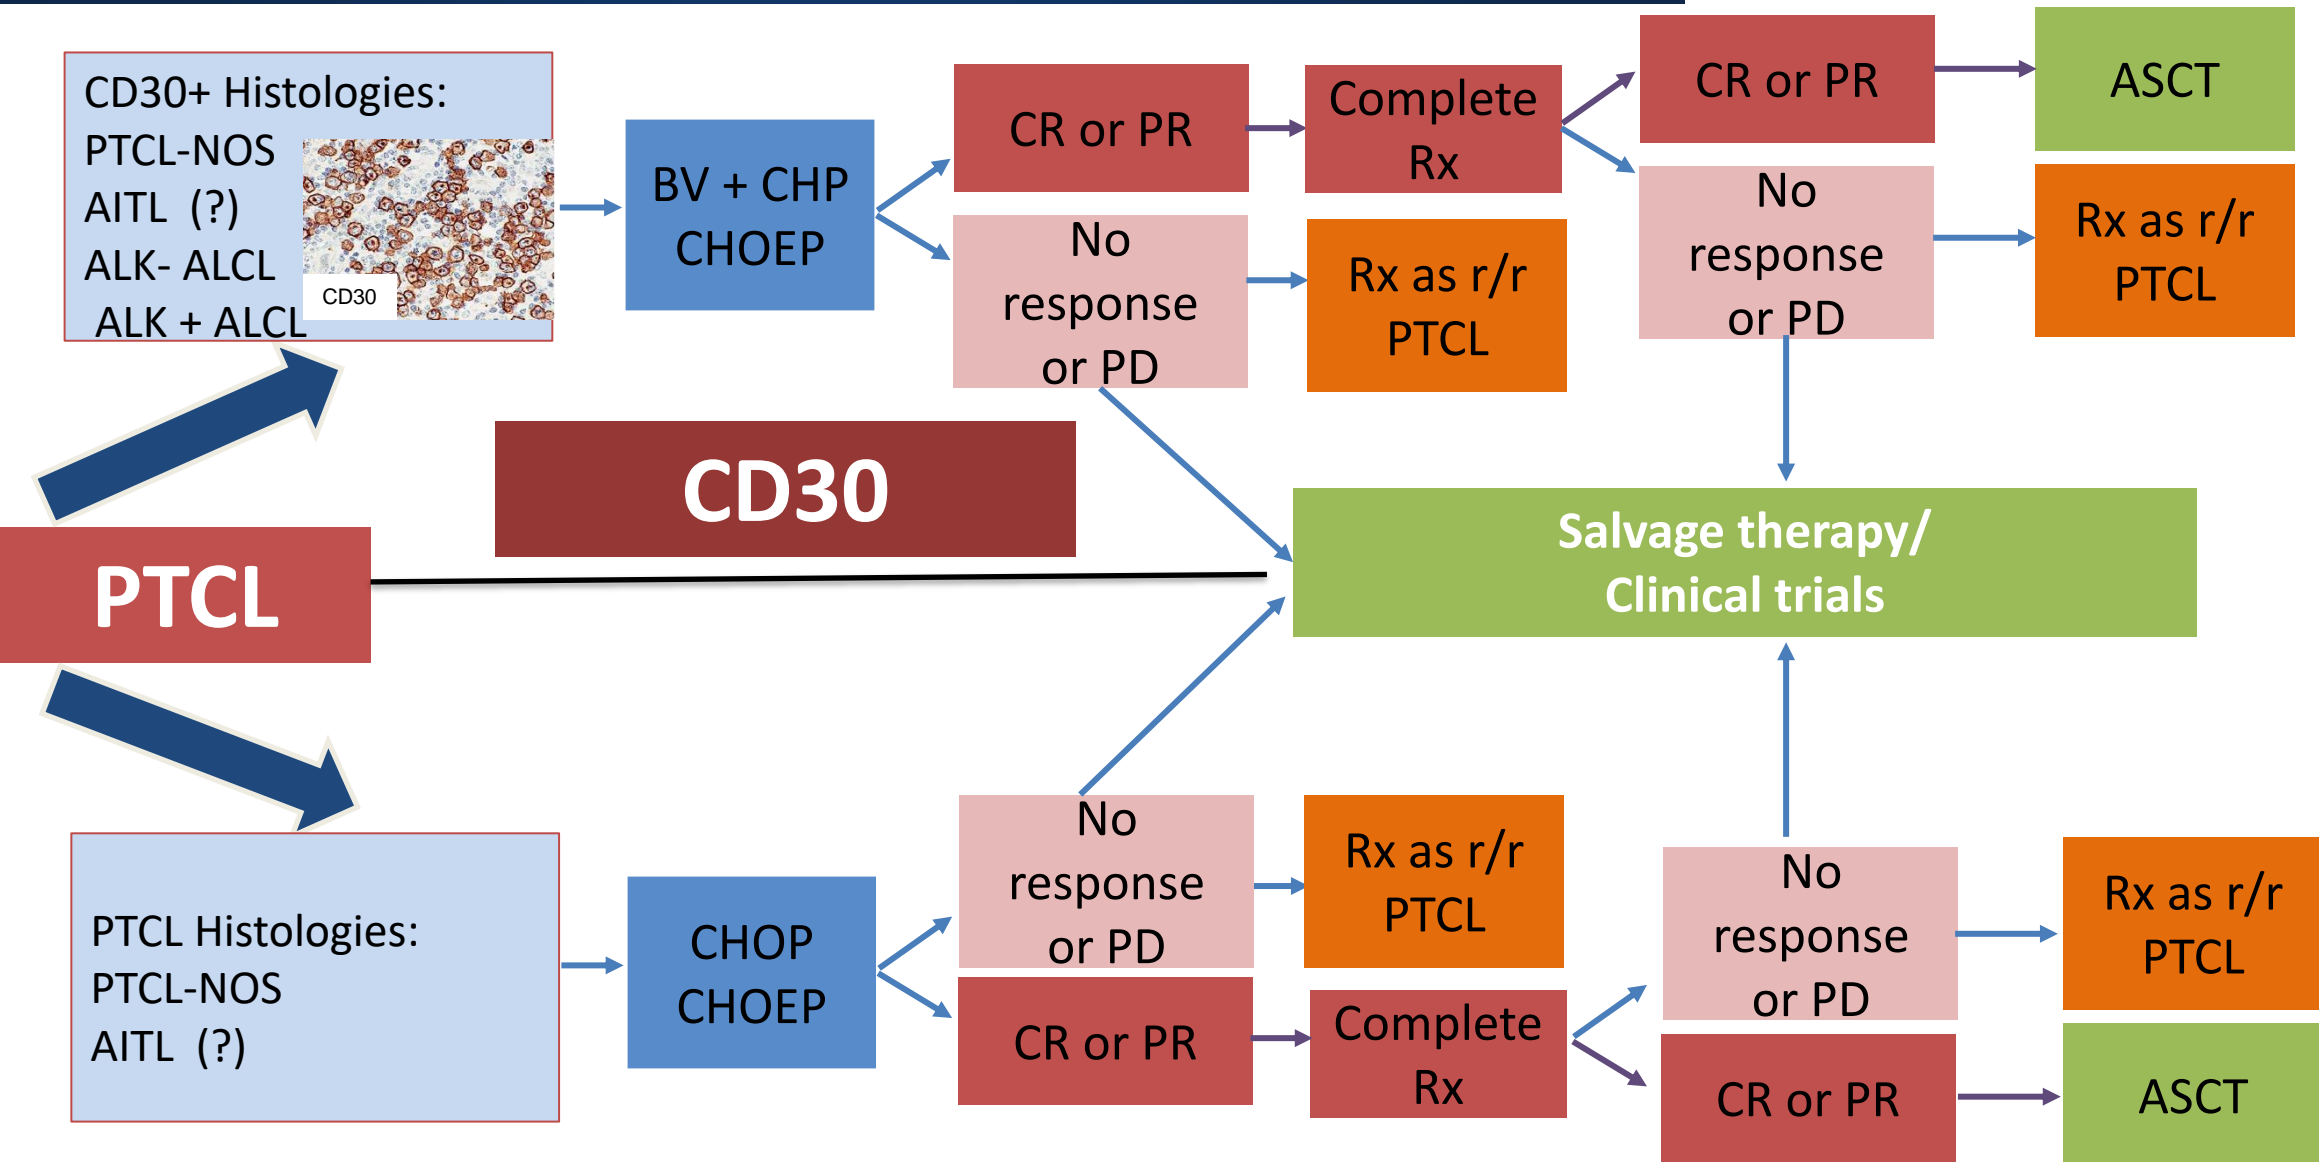 CD30+ Histologies:
PTCL-NOS
AITL (?)
ALK- ALCL
ALK + ALCL
CD30
BV + CHP
CHOEP
CR or PR
No
response
or PD
Complete
Rx
Rx as r/r
PTCL
CR or PR
No
response
or PD
ASCT
Rx as r/r
PTCL
CD30
PTCL
Salvage therapy/
Clinical trials
PTCL Histologies:
PTCL-NOS
AITL (?)
CHOP
CHOEP
No
response
or PD
CR or PR
Rx as r/r
PTCL
Complete
Rx
No
response
or PD
CR or PR
Rx as r/r
PTCL
ASCT